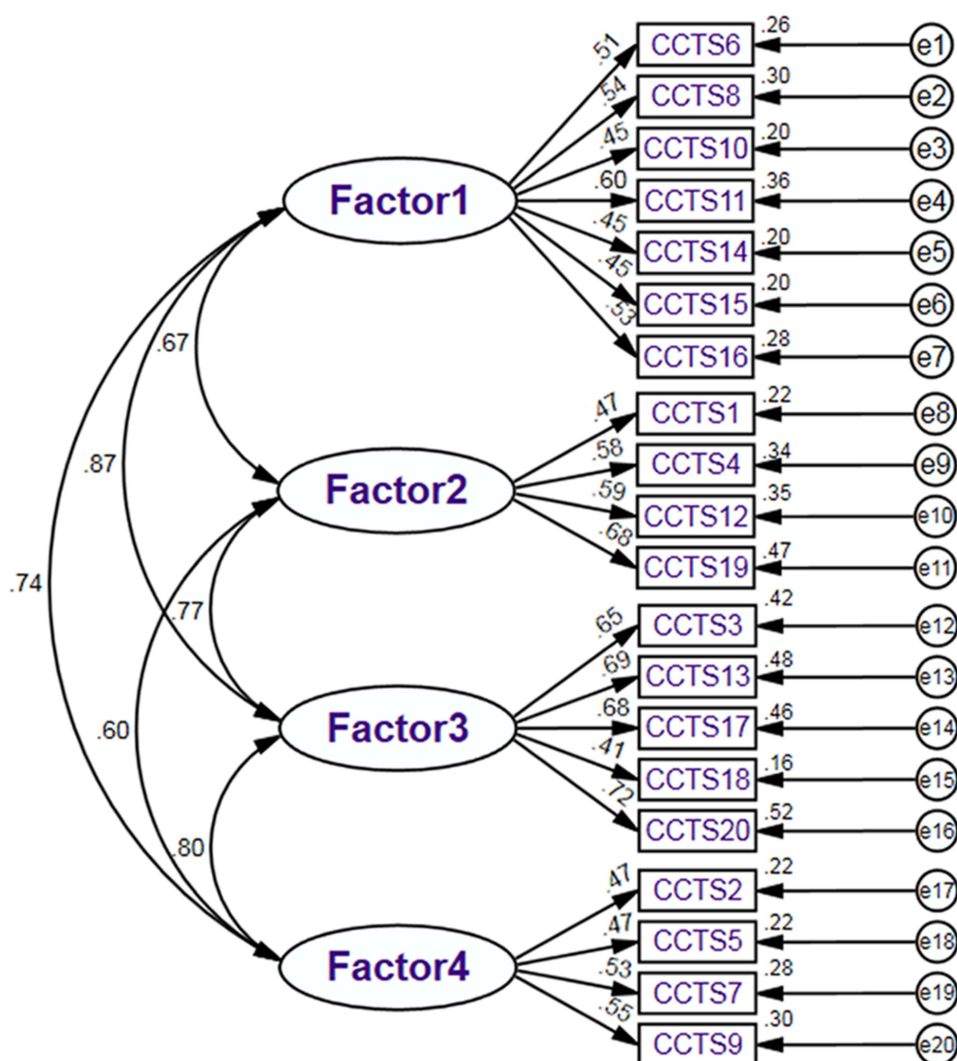 .26
.51 CCTS6 e1
.30
.54 CCTS8 e2
.20
.45 CCTS10 e3
.36
.60 CCTS11 e4
Factor1
.20
.45 CCTS14 e5
.20
.45 CCTS15 e6
.28
.53 CCTS16 e7
.67
.22
.47 CCTS1 e8
.34
.58 CCTS4 e9
.87
Factor2
.35
.59 CCTS12 e10
.47
.68 CCTS19 e11
.74
.77
.42
.65 CCTS3 e12
.48
.69 CCTS13 e13
.46
.68 CCTS17 e14
Factor3
.60
.16
.41 CCTS18 e15
.52
.72 CCTS20 e16
.80
.22
.47 CCTS2 e17
.22
.47 CCTS5 e18
Factor4
.28
.53 CCTS7 e19
.30
.55 CCTS9 e20